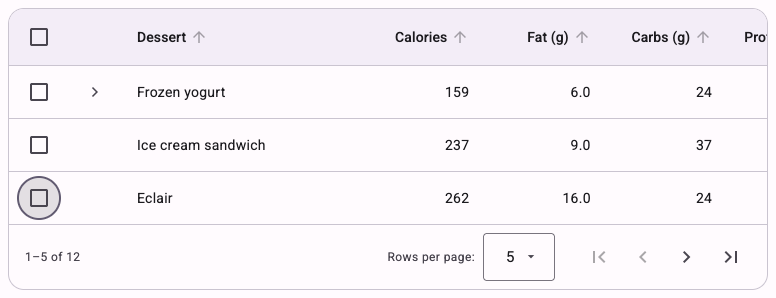 Dessert Calories Fat (g) Carbs (g)
Frozen yogurt 159 6.0 24
Ice cream sandwich 237 9.0 37
Eclair 262 16.0 24
1–5 of 12 Rows per page: 5